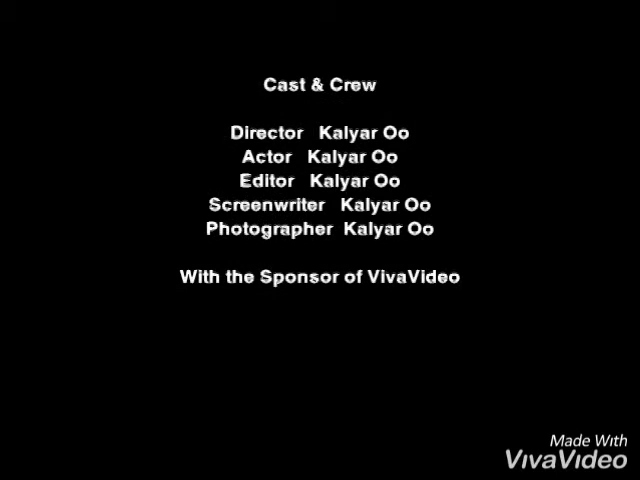 Cast & Crew
Director Kalyar Oo
Actor Kalyar Oo
Editor Kalyar Oo
Screenwriter Kalyar Oo
Photographer Kalyar Oo
With the Sponsor of VivaVideo
Made With
VivaVideo